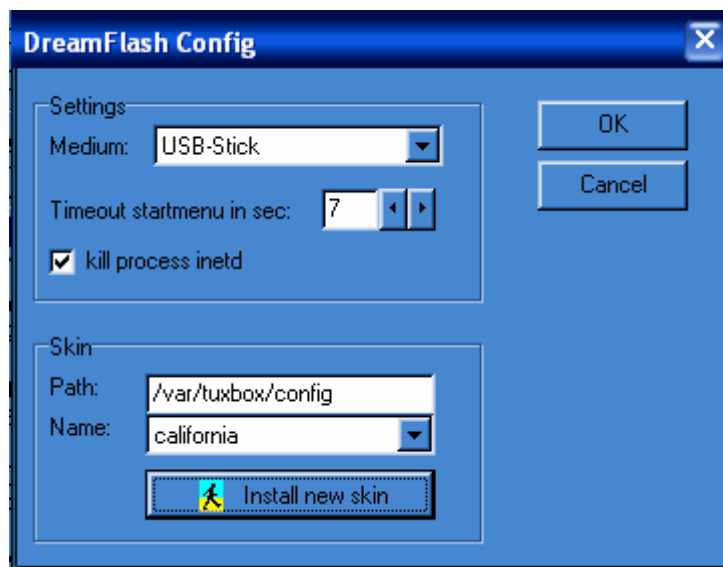 DreamFlash Config
Settings
Medium: USB-Stick
Timeout startmenu in sec: 7
kill process inetd
OK
Cancel
Skin
Path: /var/tuxbox/config
Name: california
Install new skin